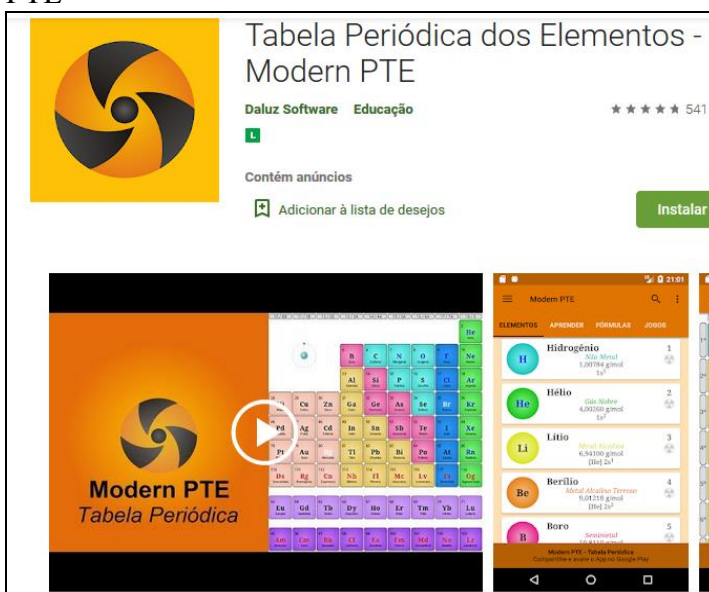 PTE
Tabela Periódica dos Elementos -
Modern PTE
Daluz Software Educação
541
L
Contém anúncios
Adicionar à lista de desejos
Instalar
Modern PTE
Tabela Periódica
He
B C N O F Ne
Al Si P S Cl Ar
Cu Zn Ga Ge As Se Br Kr
Pd Ag Cd In Sn Sb Te I Xe
Pt Au Tl Pb Bi Po At Rn
Ds Rg Cn Nh Fl Mc Lv Ts Og
Eu Gd Tb Dy Ho Er Tm Yb Lu
Am Cm Bk Cf Es Fm Md No Lr
21:01
Modern PTE
ELEMENTOS APRENDER FÓRMULAS JOGOS
H
Hidrogênio 1
Não Metal
1,00784 g/mol
1s¹
He
Hélio 2
Gás Nobre
4,00260 g/mol
Li
Lítio 3
Metal Alcalino
6,94100 g/mol
[He] 2s¹
Be
Berílio 4
Metal Alcalino Terroso
9,01218 g/mol
B
Boro 5
Semimetal
Modern PTE - Tabela Periódica
Compartilhe e avalie o App no Google Play